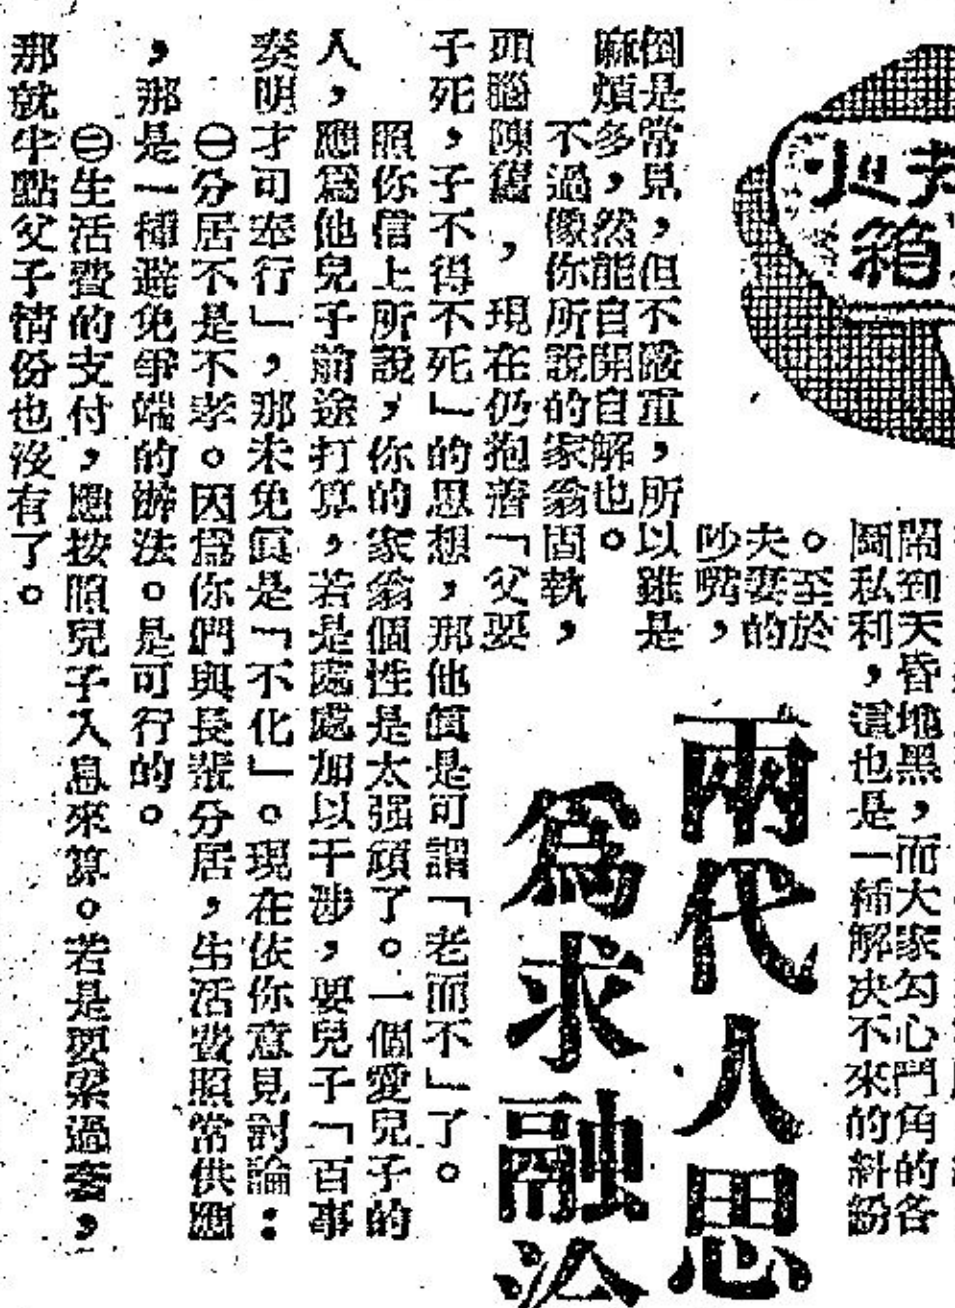 鬧到天昏地黑，而大家勾心鬥角的各
鬭私利，這也是一種解决不來的糾紛
。至於
夫妻的
吵嘴，
倒是常見，但不嚴重，所以雖是
麻煩多，然能自開自解也。
不過像你所說的家翁固執，
頭腦陳舊，現在仍抱着「父要
子死，子不得不死」的思想，那他眞是可謂「老而不」了。
照你信上所說，你的家翁個性是太强頑了。一個愛兒子的
人，應爲他兒子前途打算，若是處處加以干涉，要兒子「百事
奏明才可奉行」，那未免眞是「不化」。現在依你意見討論：
㊀分居不是不孝。因爲你們與長輩分居，生活費照常供應
，那是一種避免爭端的辦法。是可行的。
㊁生活費的支付，應按照兒子入息來算。若是要索過奢，
那就半點父子情份也沒有了。
兩代人思
爲求融洽
箱